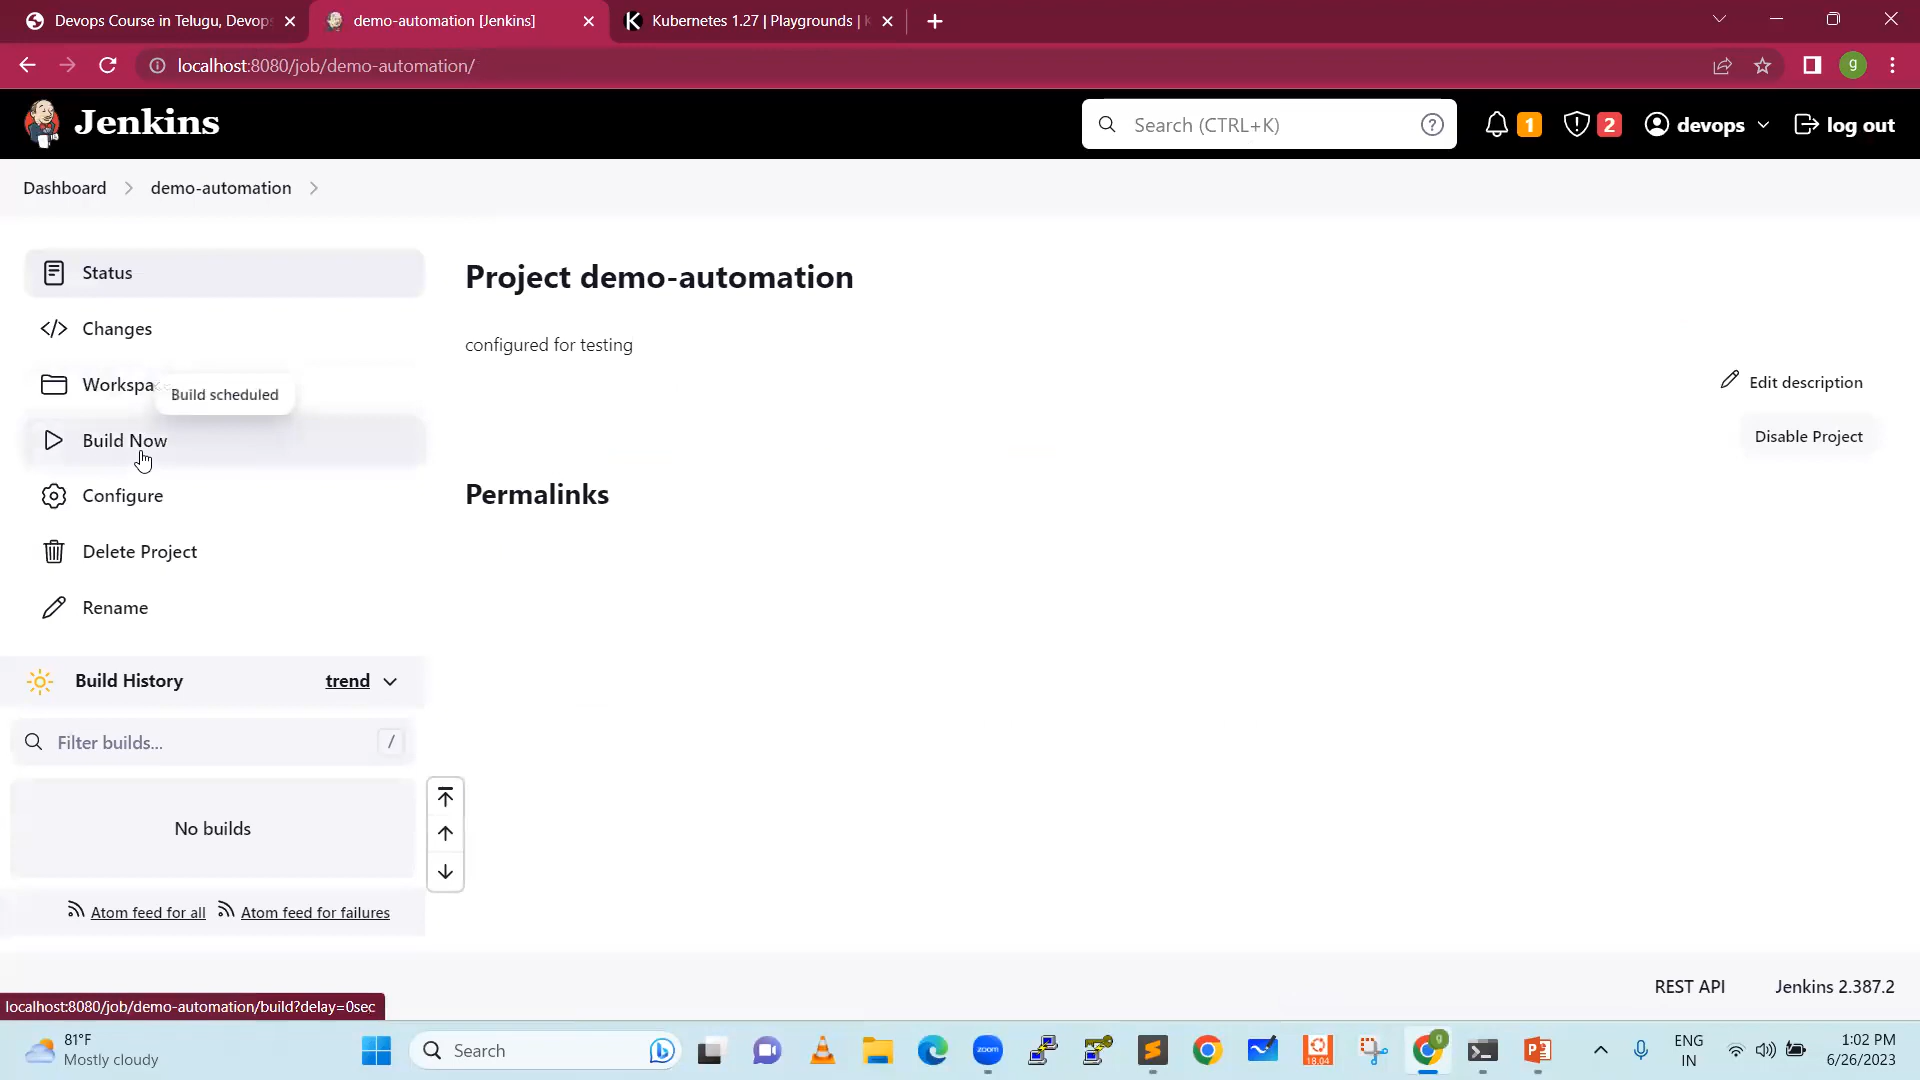 Devops Course in Telugu, Devops
demo-automation [Jenkins]
Kubernetes 1.27 | Playgrounds |
localhost:8080/job/demo-automation/
g
Jenkins
Search (CTRL+K)
1
2
devops
log out
Dashboard
demo-automation
Status
Changes
Workspa
Build scheduled
Build Now
Configure
Delete Project
Rename
Project demo-automation
configured for testing
Edit description
Disable Project
Permalinks
Build History
trend
Filter builds...
/
No builds
Atom feed for all
Atom feed for failures
REST API
Jenkins 2.387.2
localhost:8080/job/demo-automation/build?delay=0sec
81°F
Mostly cloudy
Search
zoom
18.04
g
ENG
IN
1:02 PM
6/26/2023